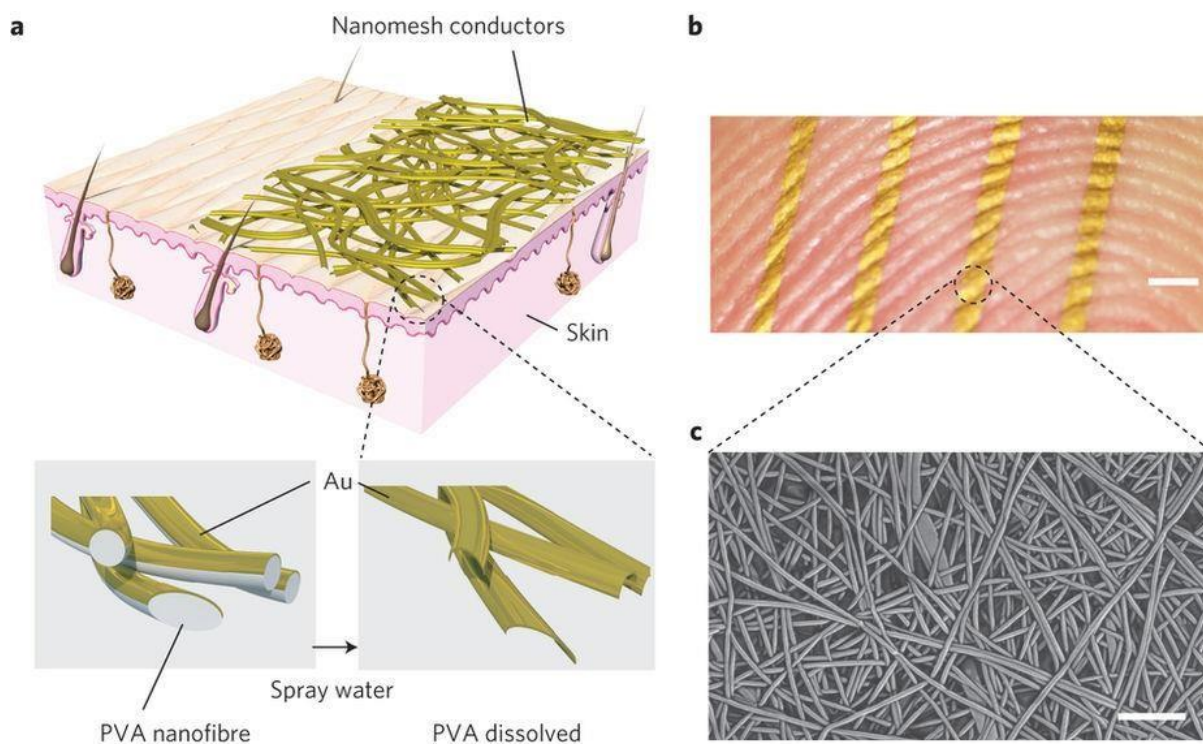 a
Nanomesh conductors
b
Skin
c
Au
Spray water
PVA nanofibre
PVA dissolved